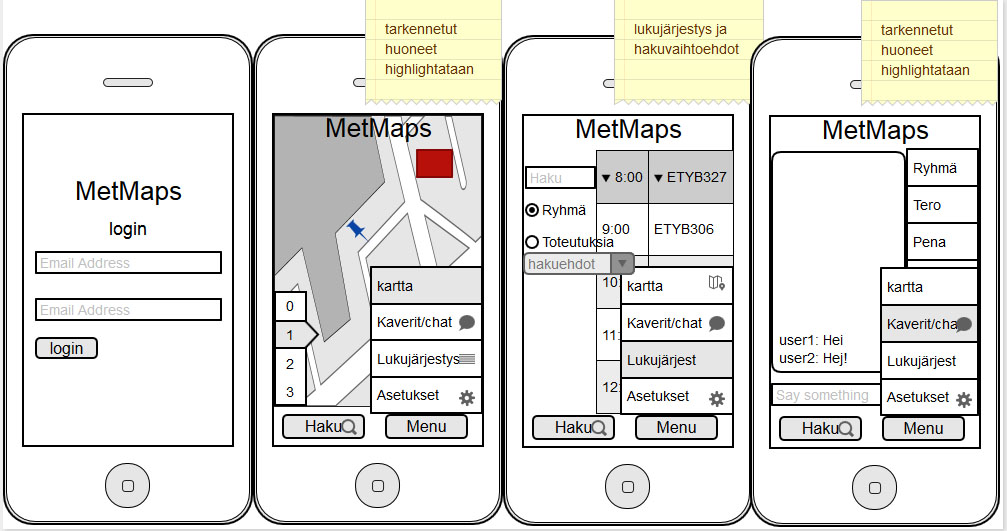 MetMaps
login
Email Address
Email Address
login
tarkennetut
huoneet
highlightataan
MetMaps
0
1
2
3
kartta
Kaverit/chat
Lukujärjestys
Asetukset
Haku
Menu
lukujärjestys ja
hakuvaihtoehdot
MetMaps
Haku
8:00 ETYB327
Ryhmä
9:00 ETYB306
Toteutuksia
hakuehdot
10:
kartta
Kaverit/chat
11:
Lukujärjest
12:
Asetukset
Haku
Menu
tarkennetut
huoneet
highlightataan
MetMaps
Ryhmä
Tero
Pena
kartta
Kaverit/cha
user1: Hei
user2: Hej!
Lukujärjest
Say something
Asetukset
Haku
Menu